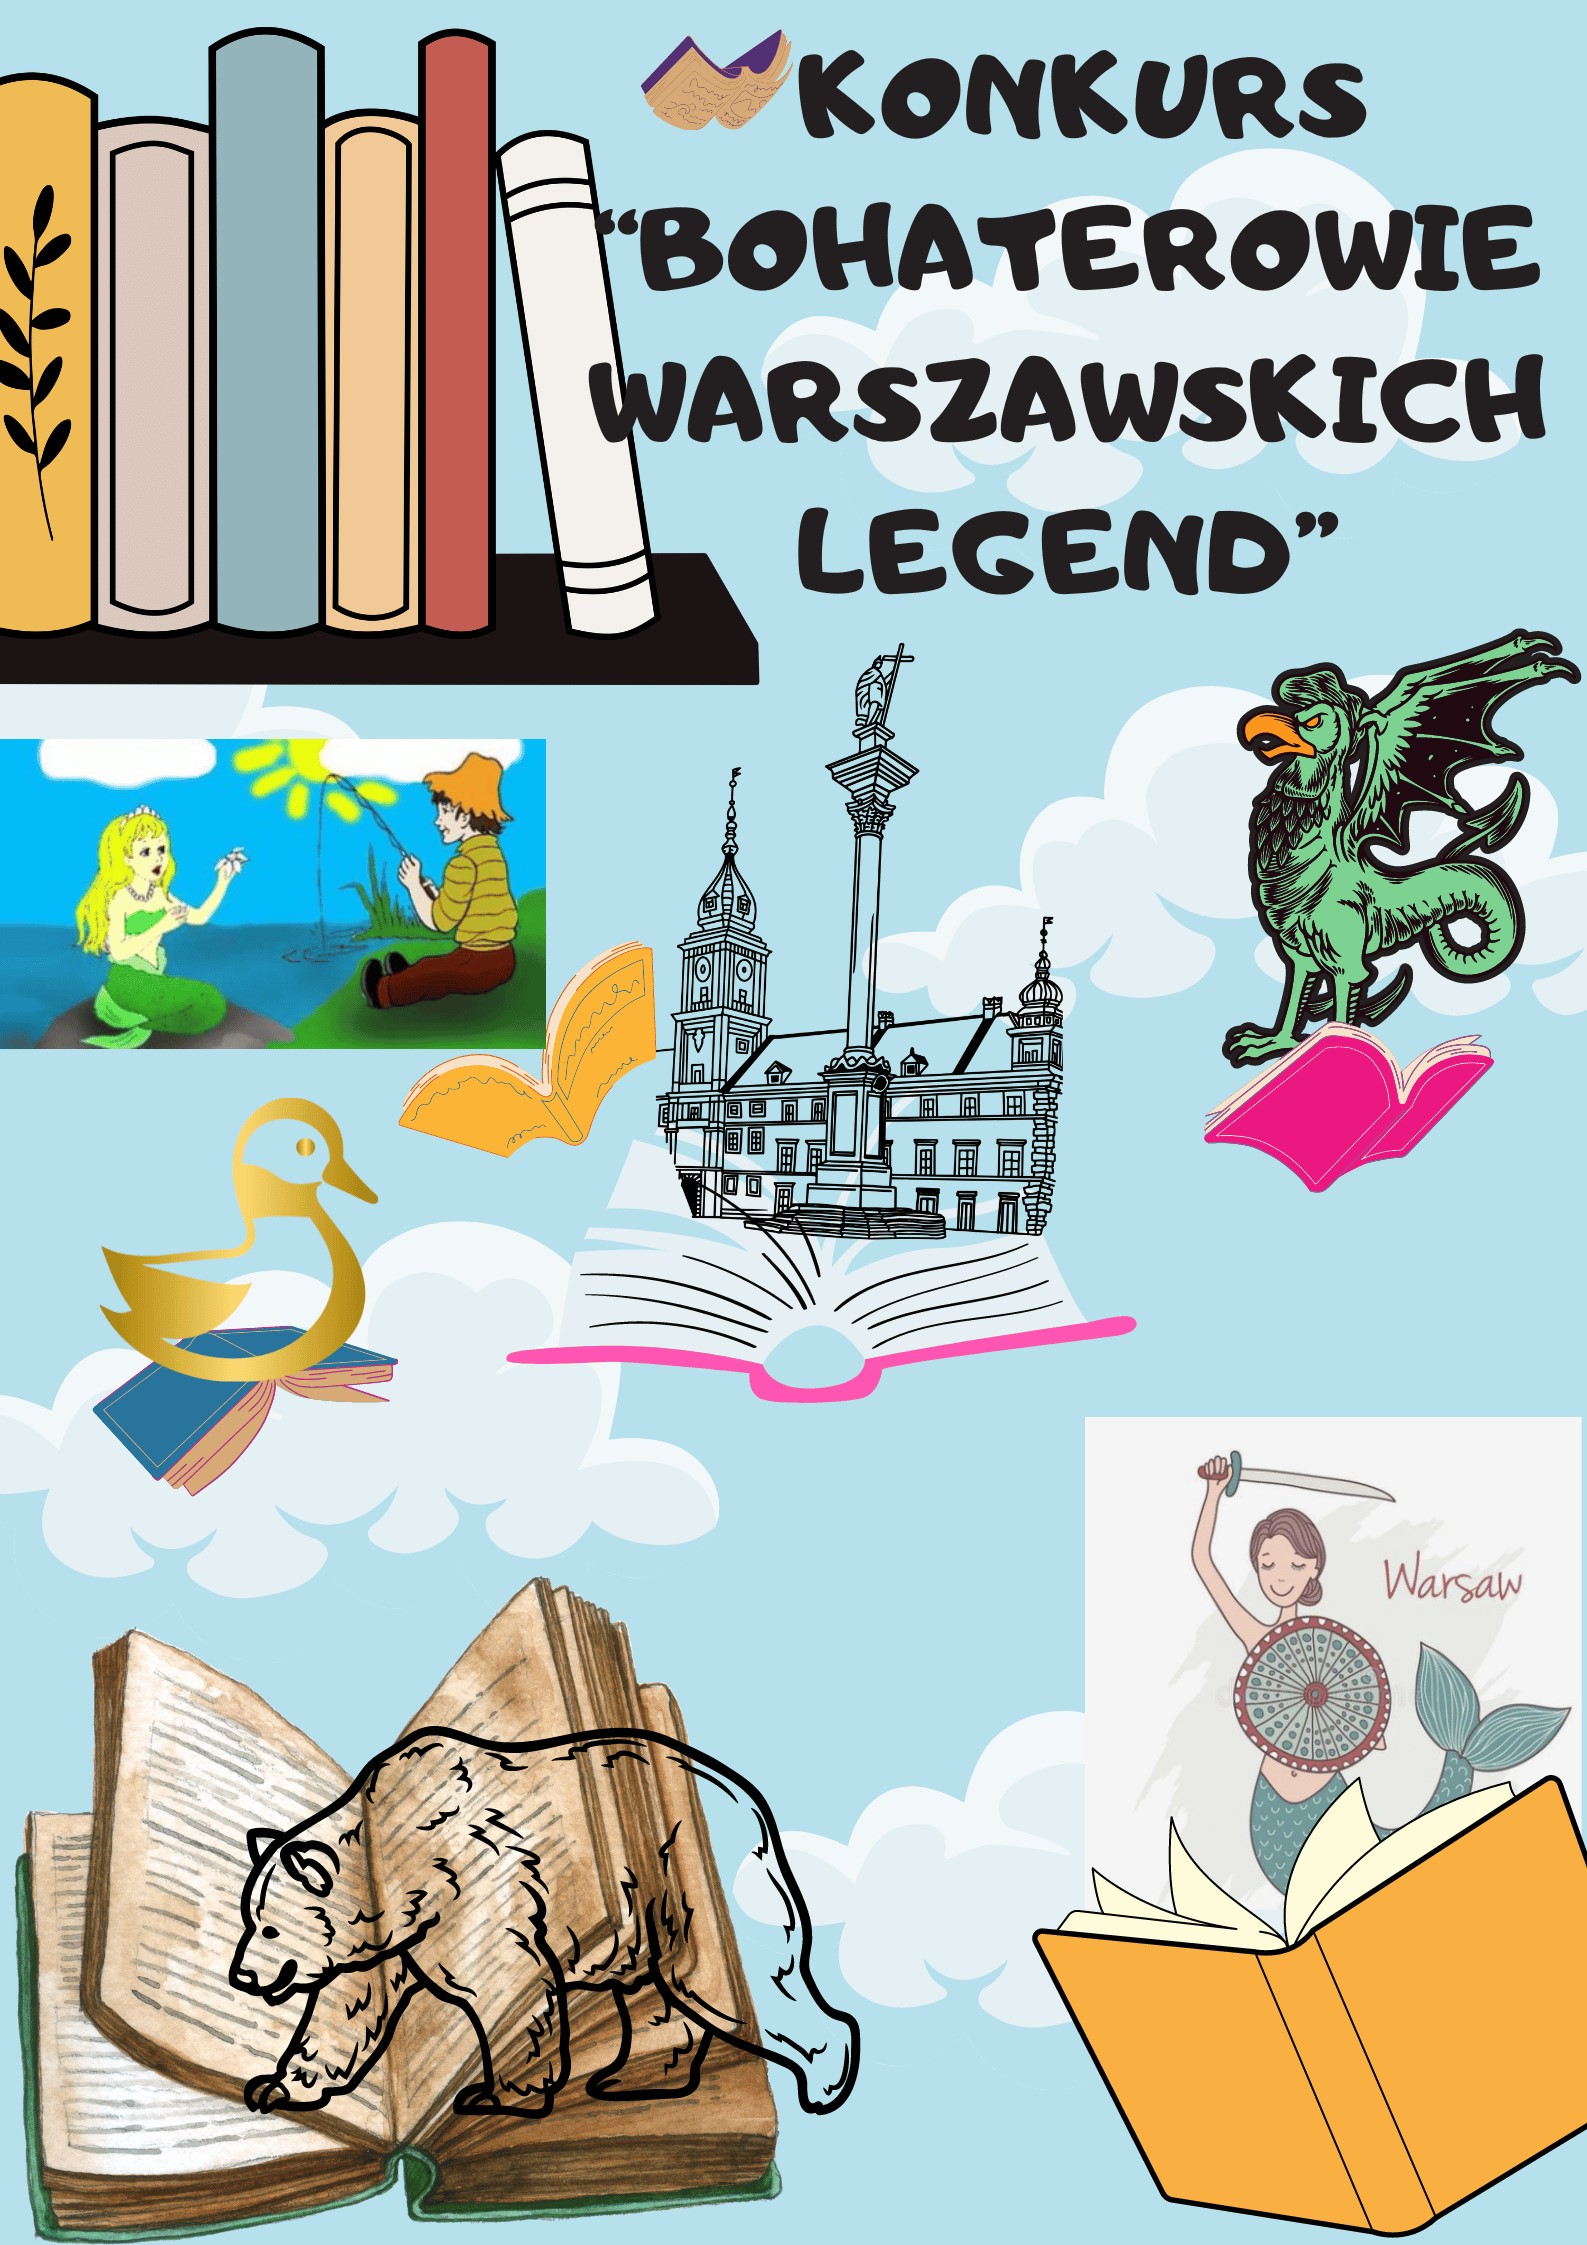 KONKURS
“BOHATEROWIE
WARSZAWSKICH
LEGEND”
Warsaw